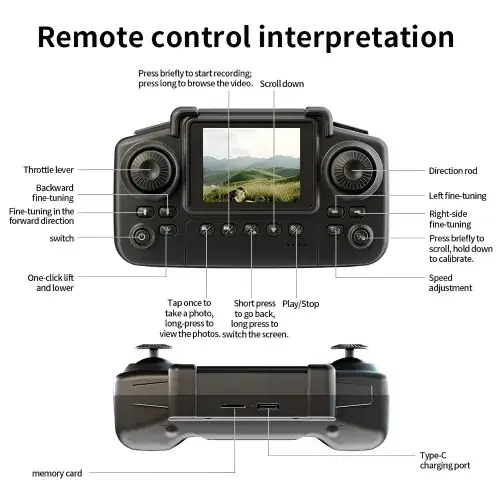 Remote control interpretation
Press briefly to start recording;
press long to browse the video.
Scroll down
Throttle lever
Direction rod
Backward
fine-tuning
Left fine-tuning
Fine-tuning in the
forward direction
Right-side
fine-tuning
switch
Press briefly to
scroll, hold down
to calibrate.
One-click lift
and lower
Speed
adjustment
Tap once to
take a photo,
long-press to
view the photos.
Short press
to go back,
long press to
switch the screen.
Play/Stop
memory card
Type-C
charging port